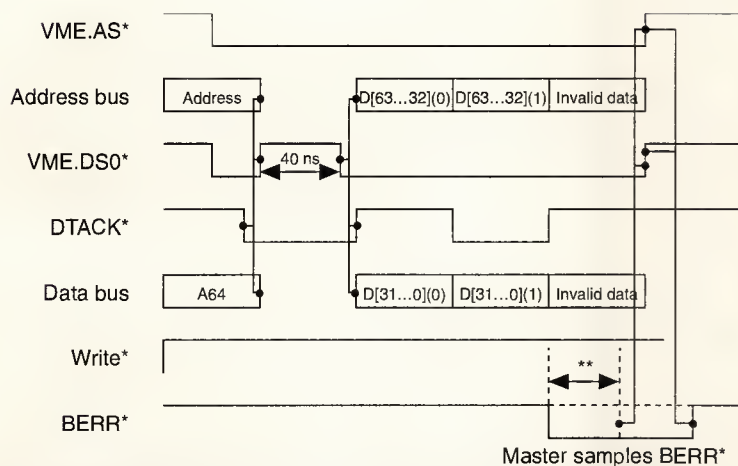 VME.AS*
Address bus
Address
D[63...32](0)
D[63...32](1)
Invalid data
VME.DS0*
40 ns
DTACK*
Data bus
A64
D[31...0](0)
D[31...0](1)
Invalid data
Write*
**
BERR*
Master samples BERR*